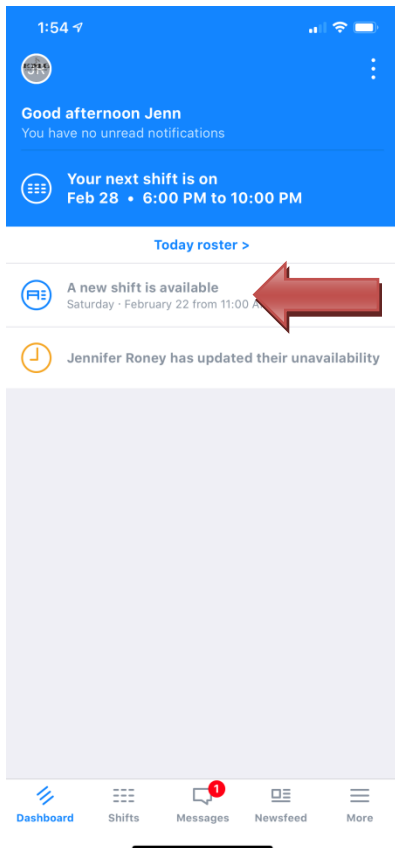 1:54
Good afternoon Jenn
You have no unread notifications
Your next shift is on
Feb 28 • 6:00 PM to 10:00 PM
Today roster >
A new shift is available
Saturday · February 22 from 11:00
Jennifer Roney has updated their unavailability
1
Dashboard Shifts Messages Newsfeed More